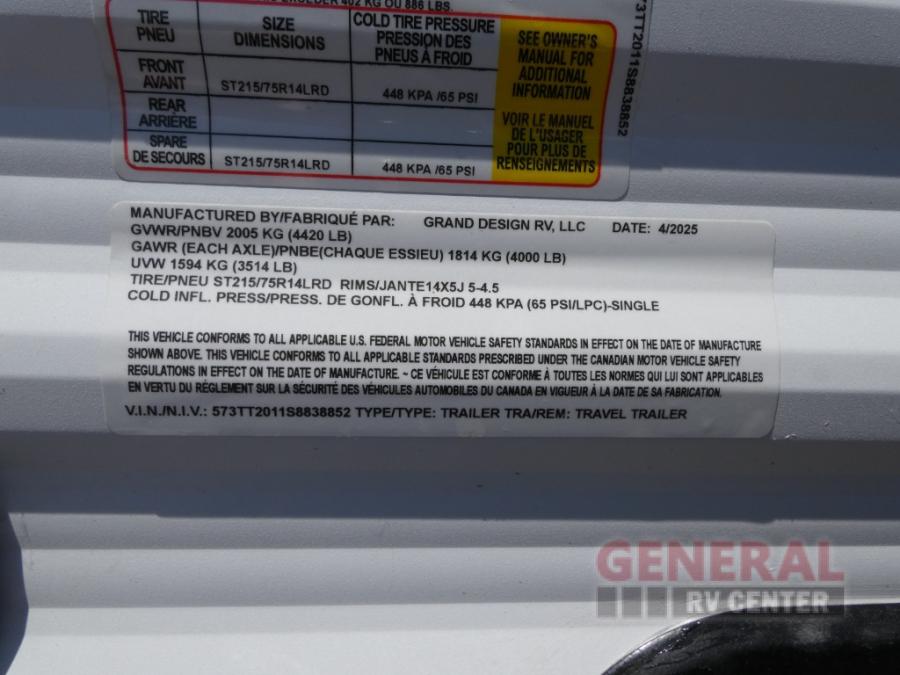 EXCEDER 402 KG OU 886 LBS.
TIRE PNEU SIZE DIMENSIONS COLD TIRE PRESSURE PRESSION DES PNEUS À FROID
FRONT AVANT ST215/75R14LRD 448 KPA /65 PSI
REAR ARRIÈRE
SPARE DE SECOURS ST215/75R14LRD 448 KPA /65 PSI
SEE OWNER'S
MANUAL FOR
ADDITIONAL
INFORMATION
VOIR LE MANUEL
DE L'USAGER
POUR PLUS DE
RENSEIGNEMENTS
73TT2011S8838852
MANUFACTURED BY/FABRIQUÉ PAR: GRAND DESIGN RV, LLC DATE: 4/2025
GVWR/PNBV 2005 KG (4420 LB)
GAWR (EACH AXLE)/PNBE(CHAQUE ESSIEU) 1814 KG (4000 LB)
UVW 1594 KG (3514 LB)
TIRE/PNEU ST215/75R14LRD RIMS/JANTE14X5J 5-4.5
COLD INFL. PRESS/PRESS. DE GONFL. À FROID 448 KPA (65 PSI/LPC)-SINGLE
THIS VEHICLE CONFORMS TO ALL APPLICABLE U.S. FEDERAL MOTOR VEHICLE SAFETY STANDARDS IN EFFECT ON THE DATE OF MANUFACTURE
SHOWN ABOVE. THIS VEHICLE CONFORMS TO ALL APPLICABLE STANDARDS PRESCRIBED UNDER THE CANADIAN MOTOR VEHICLE SAFETY
REGULATIONS IN EFFECT ON THE DATE OF MANUFACTURE. ~ CE VÉHICULE EST CONFORME À TOUTES LES NORMES QUI LUI SONT APPLICABLES
EN VERTU DU RÉGLEMENT SUR LA SÉCURITÉ DES VÉHICULES AUTOMOBILES DU CANADA EN VIGUEUR À LA DATE DE SA FABRICATION.
V.I.N./N.I.V.: 573TT2011S8838852 TYPE/TYPE: TRAILER TRA/REM: TRAVEL TRAILER
GENERAL
RV CENTER